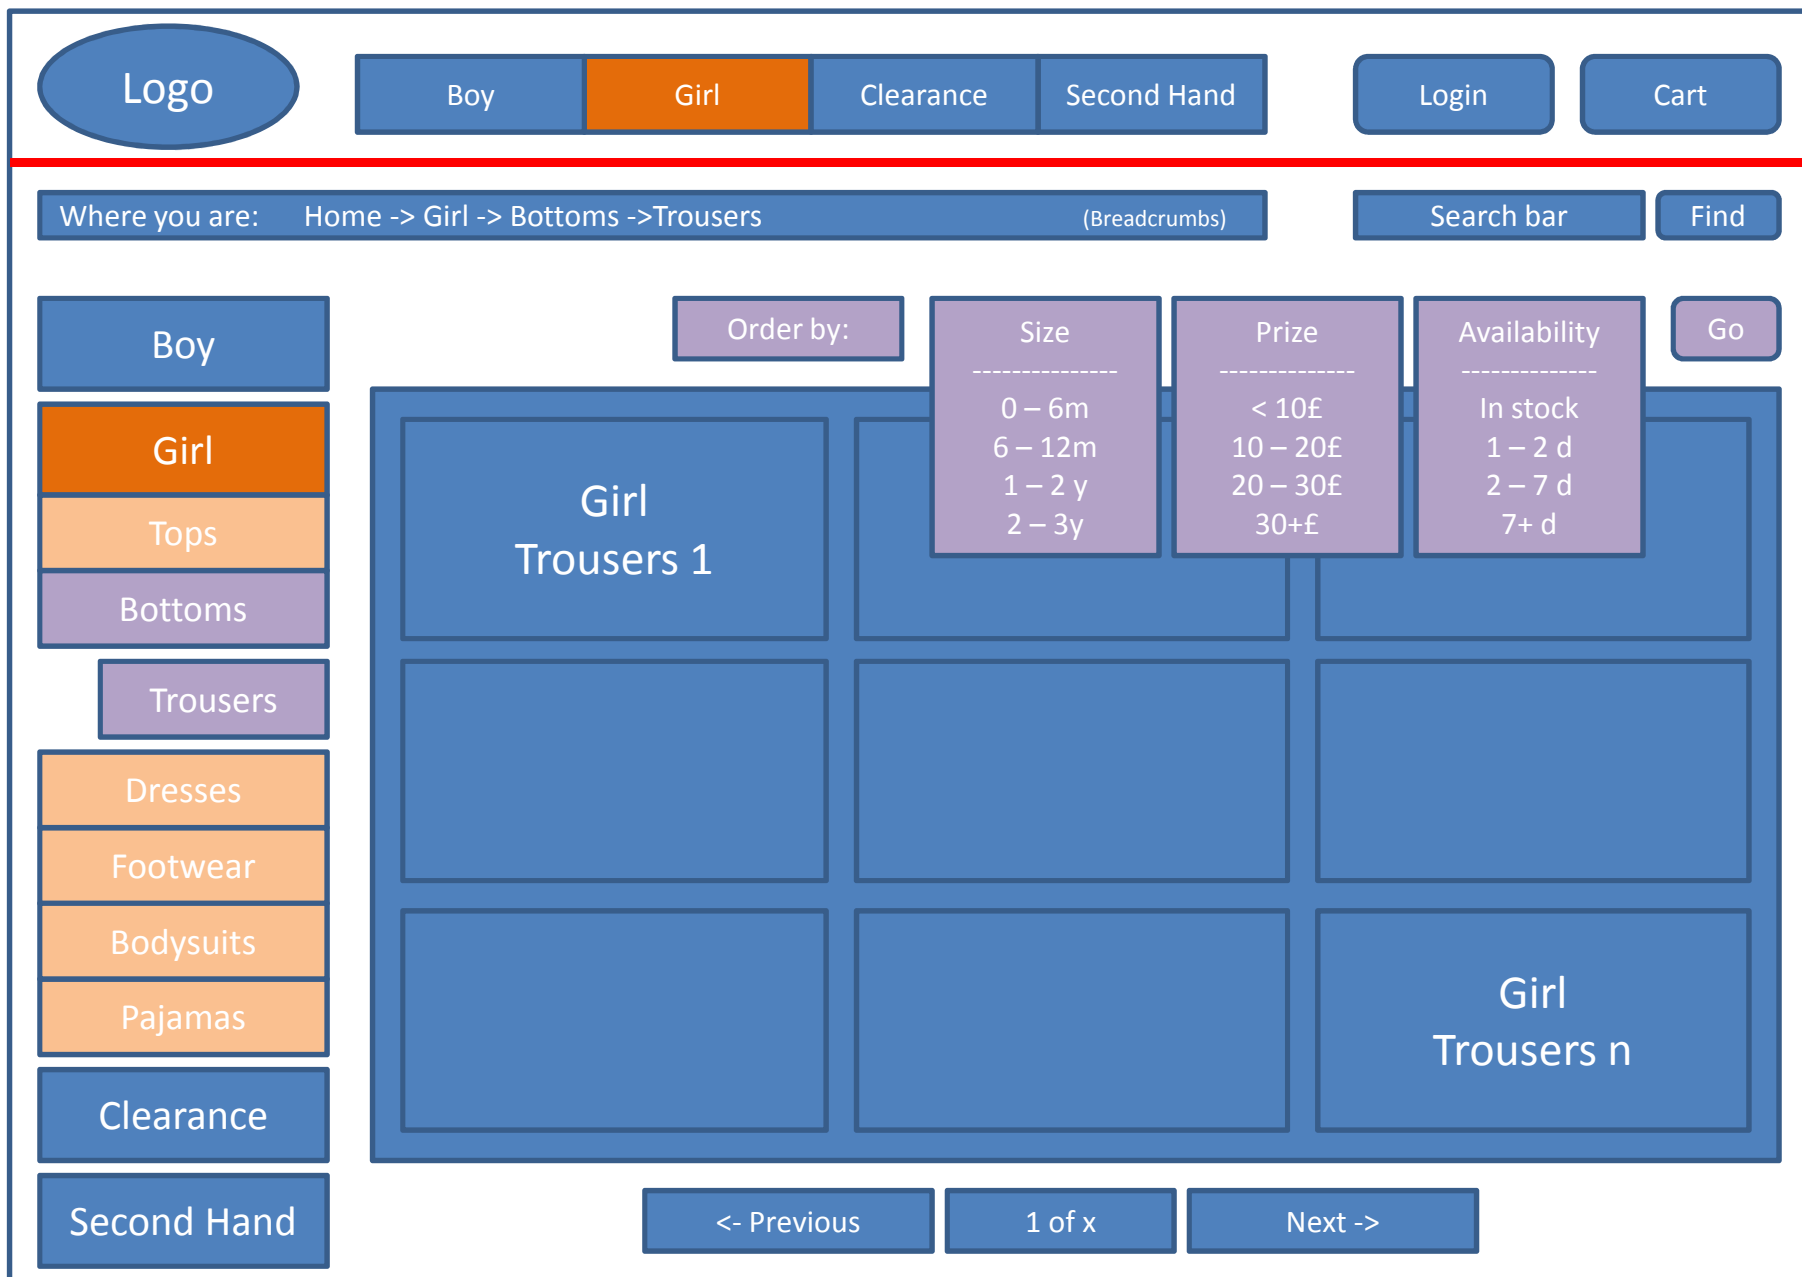 Logo
Boy
Girl
Clearance
Second Hand
Login
Cart
Where you are: Home -> Girl -> Bottoms ->Trousers (Breadcrumbs)
Search bar
Find
Boy
Girl
Tops
Bottoms
Trousers
Dresses
Footwear
Bodysuits
Pajamas
Clearance
Second Hand
Order by:
Size
---------------
0 – 6m
6 – 12m
1 – 2 y
2 – 3y
Prize
--------------
< 10£
10 – 20£
20 – 30£
30+£
Availability
--------------
In stock
1 – 2 d
2 – 7 d
7+ d
Go
Girl
Trousers 1
Girl
Trousers n
<- Previous
1 of x
Next ->